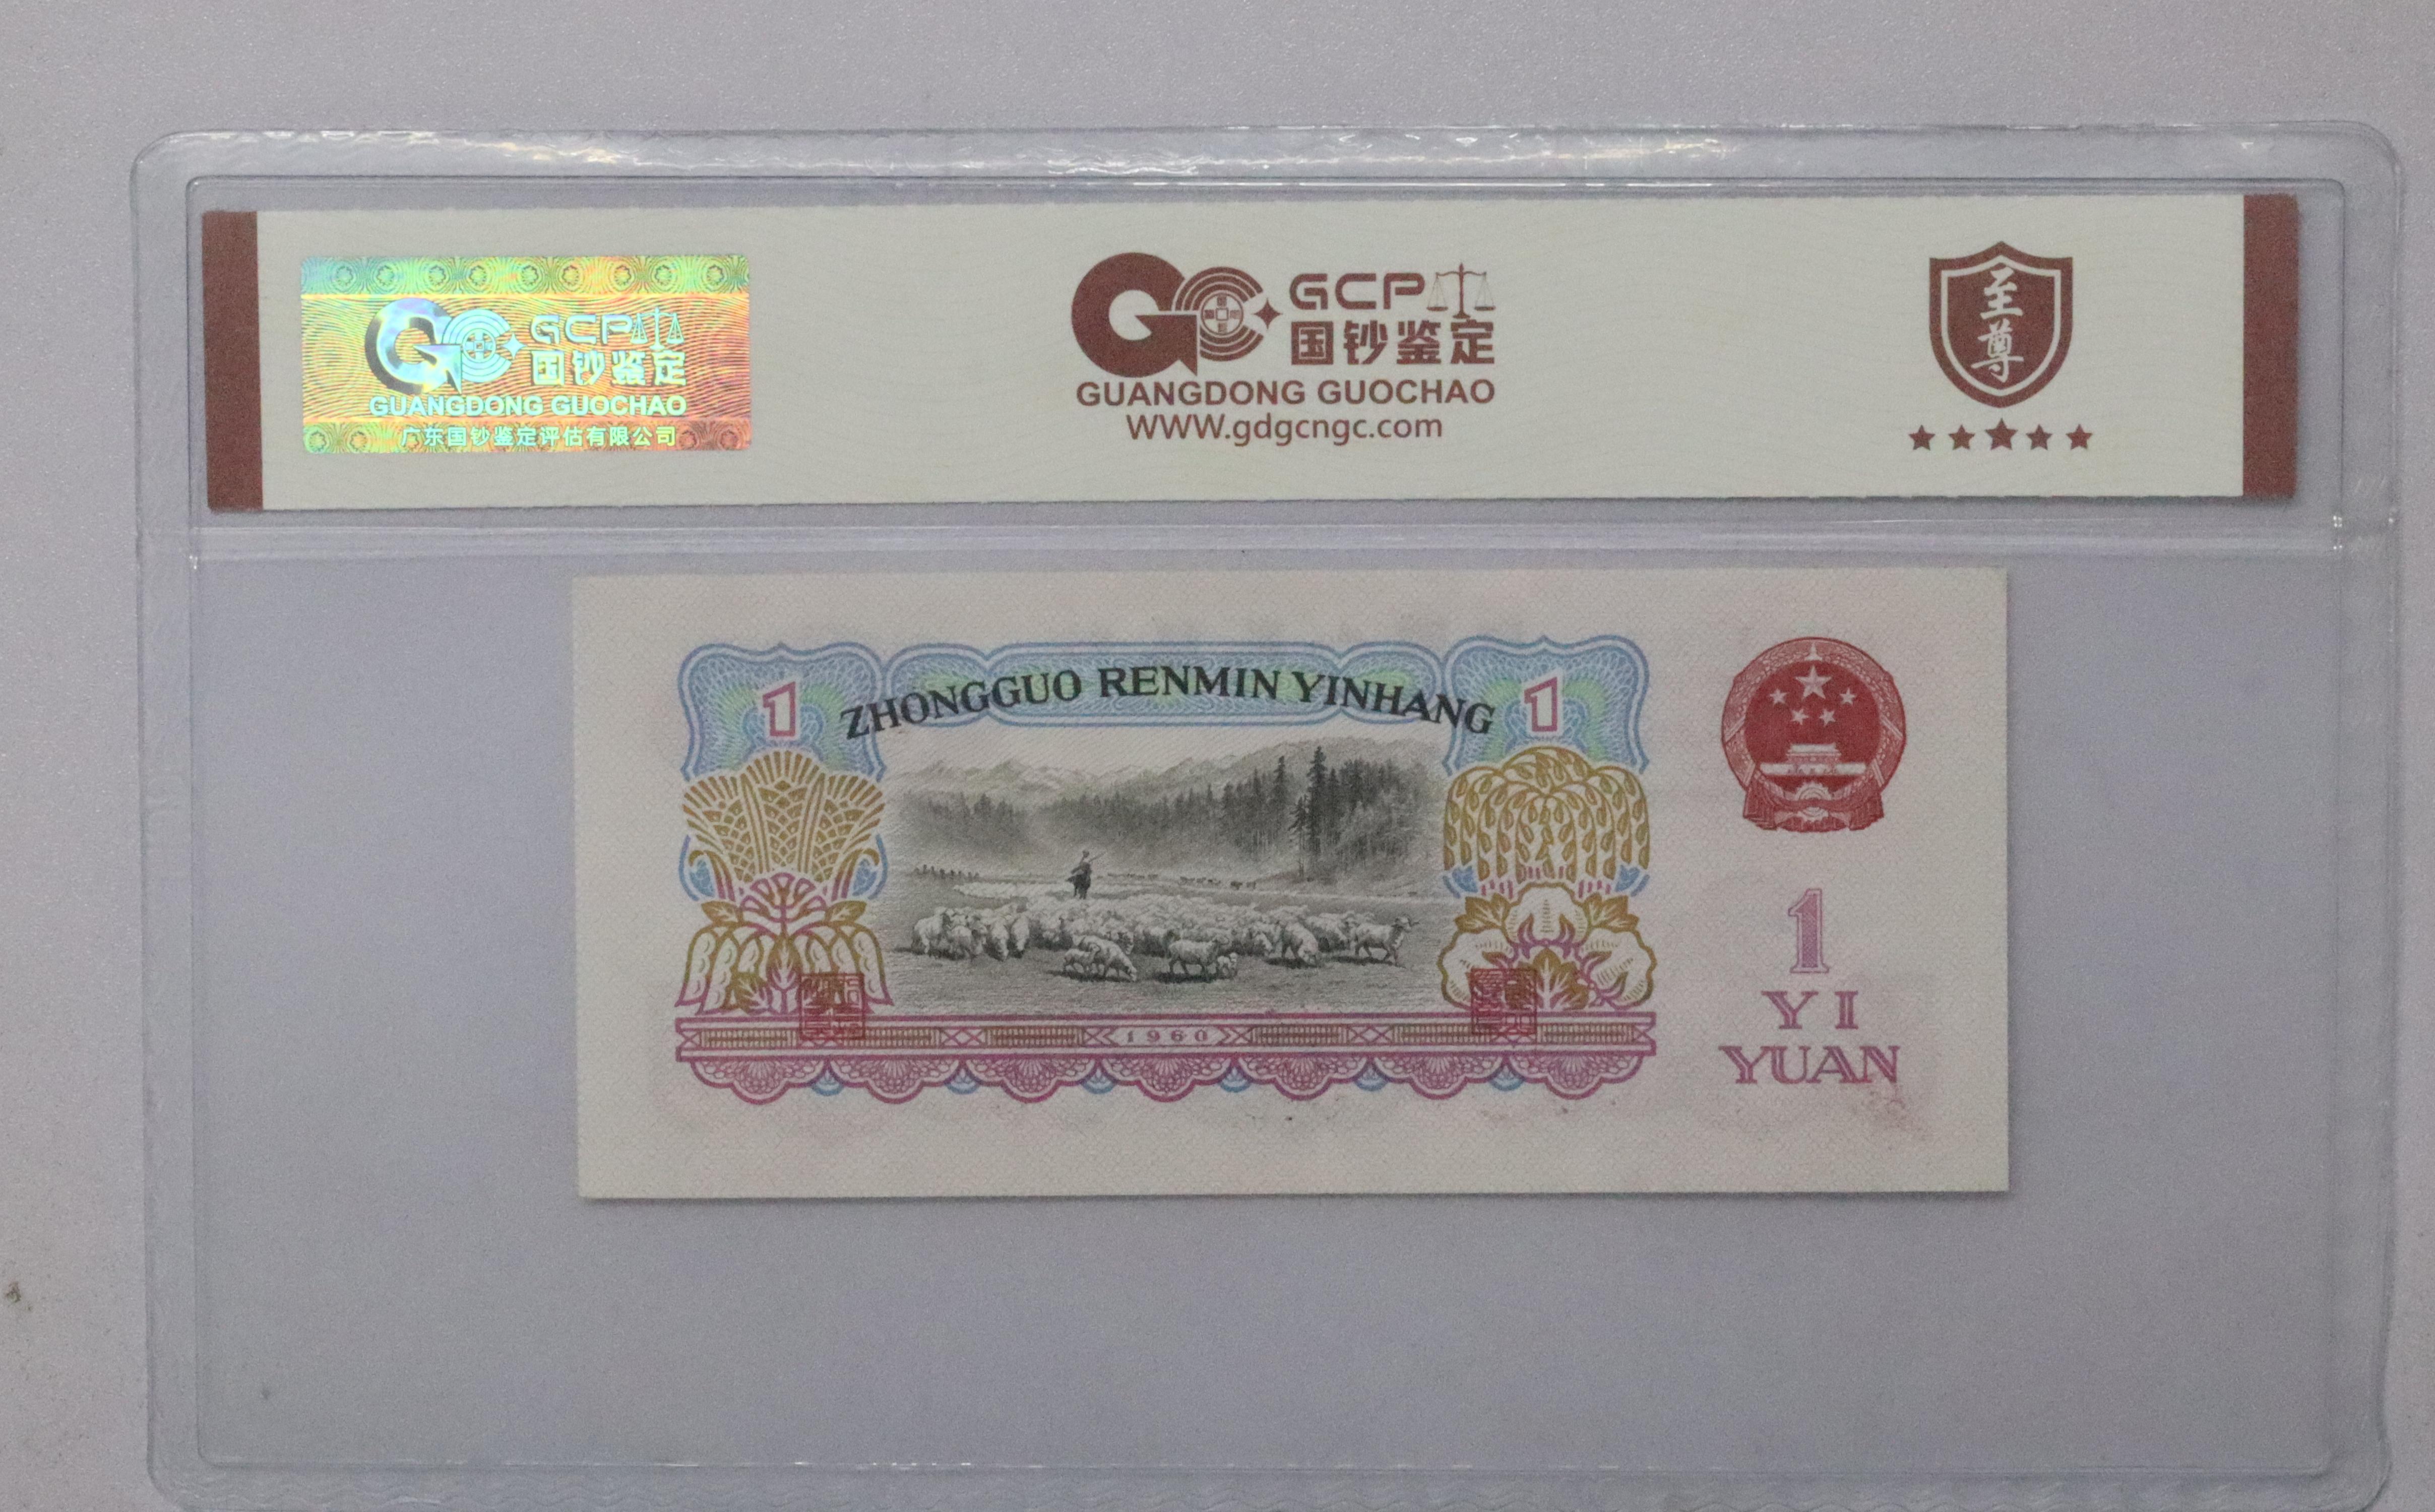 GCP
国钞鉴定
GUANGDONG GUOCHAO
广东国钞鉴定评估有限公司
GCP
国钞鉴定
GUANGDONG GUOCHAO
WWW.gdgcngc.com
至尊
1
ZHONGGUO RENMIN YINHANG
1
1960
1
YI
YUAN